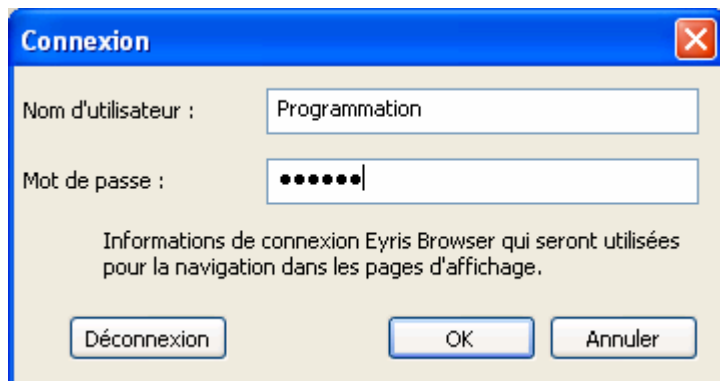 Connexion
Nom d'utilisateur : Programmation
Mot de passe : ●●●●●●
Informations de connexion Eyris Browser qui seront utilisées
pour la navigation dans les pages d'affichage.
Déconnexion OK Annuler